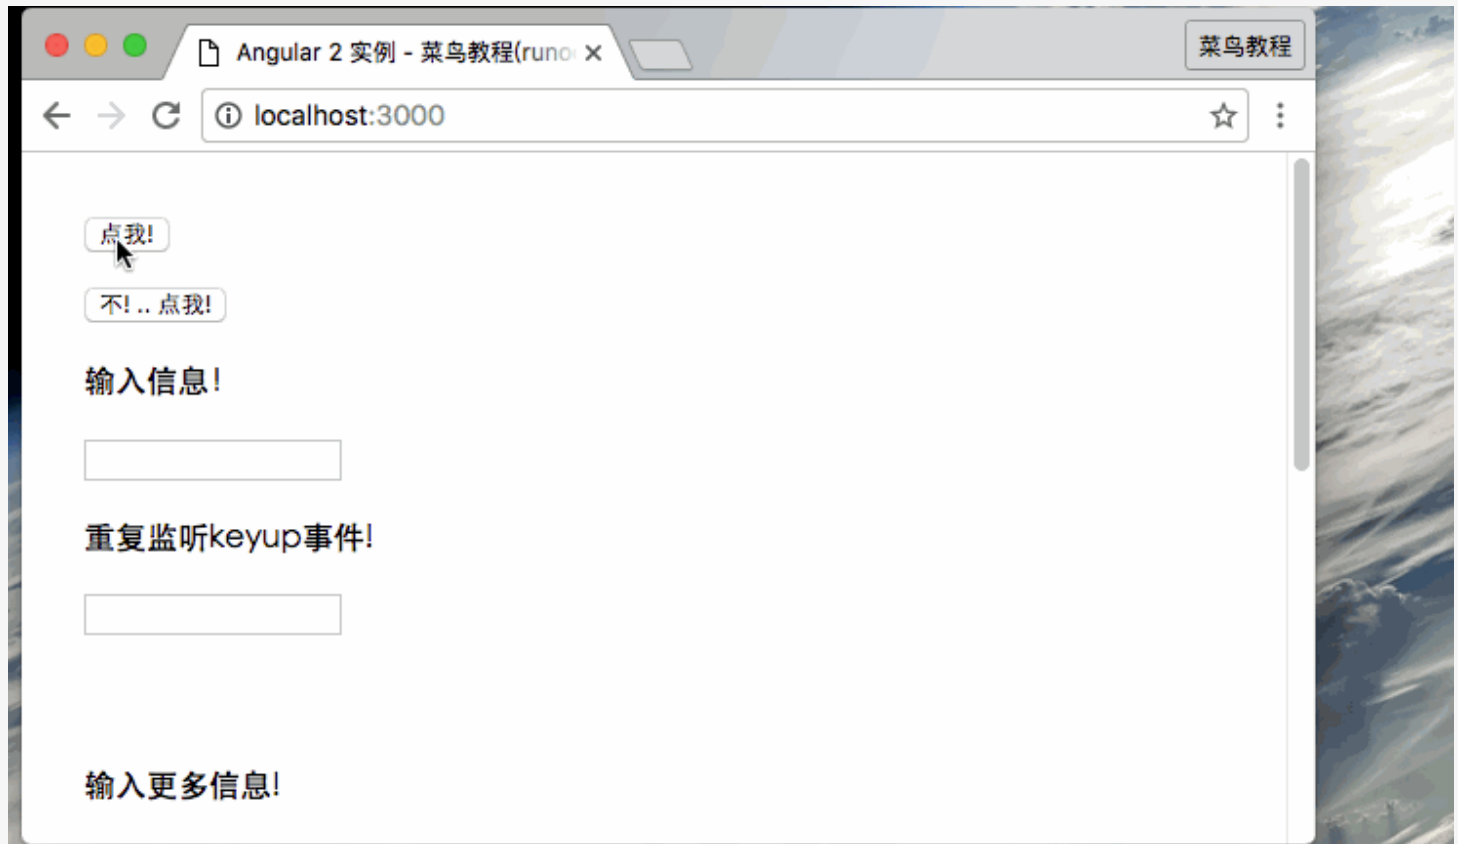 Angular 2 实例 - 菜鸟教程(runo
菜鸟教程
localhost:3000
点我!
不! .. 点我!
输入信息!
重复监听keyup事件!
输入更多信息!